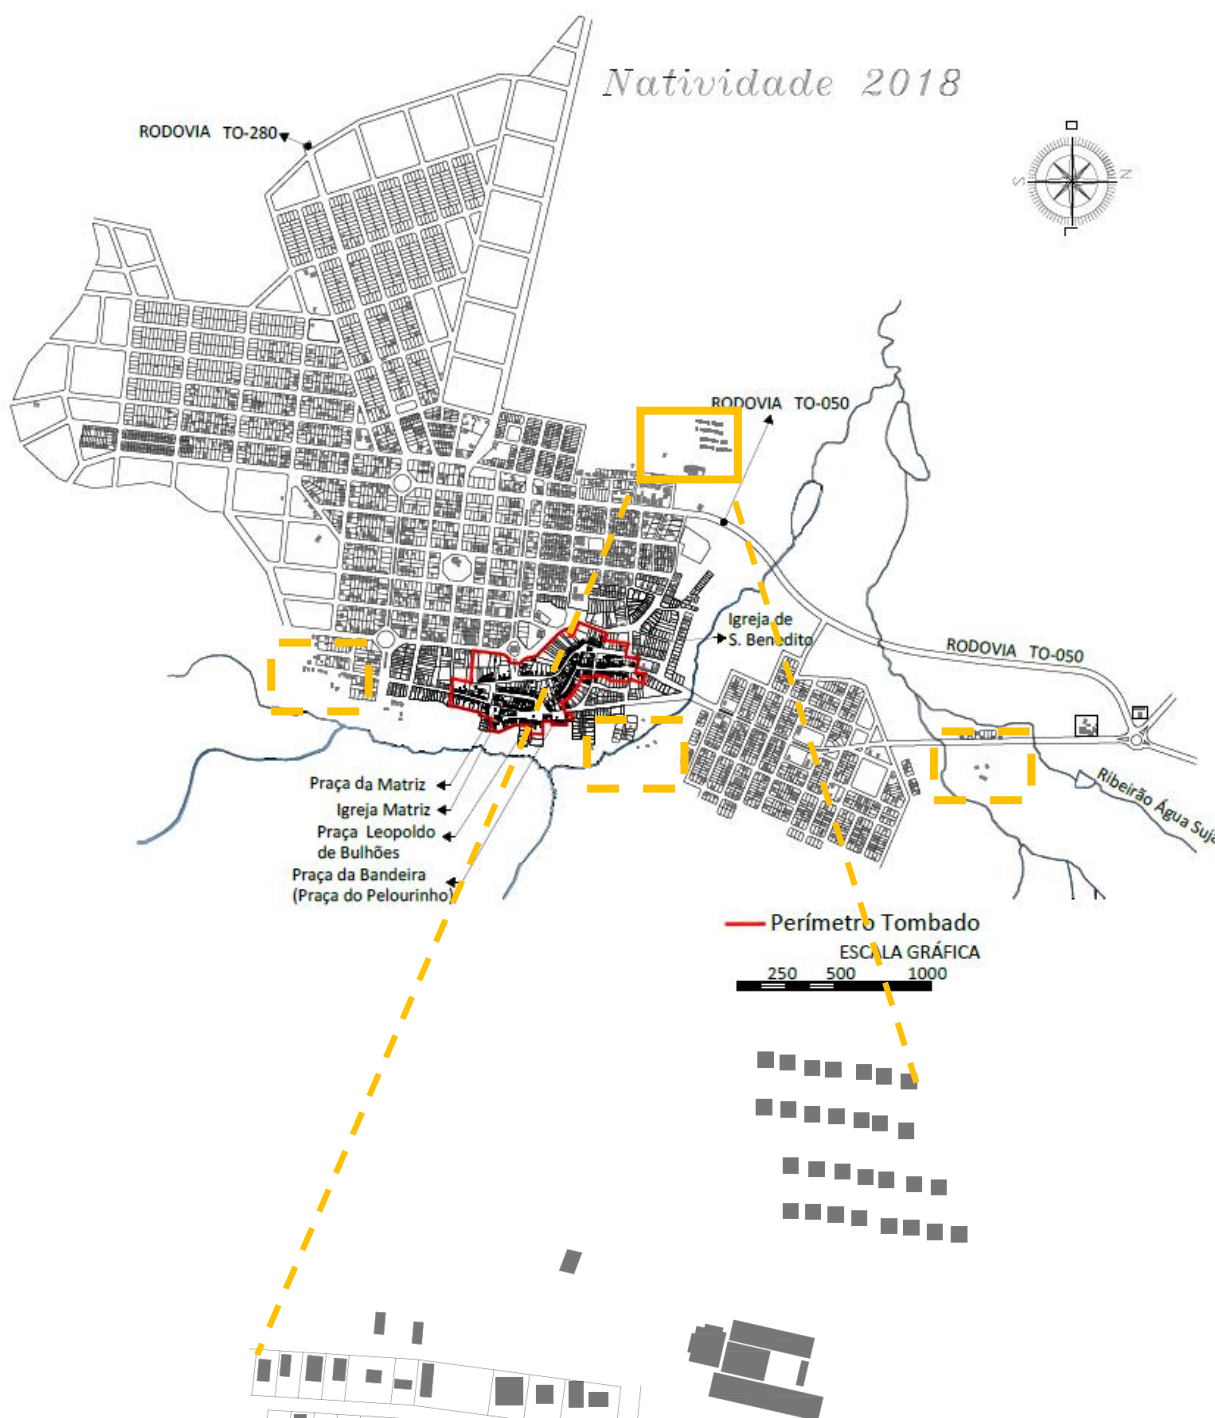 Natividade 2018
RODOVIA TO-280
S
N
L
RODOVIA TO-050
Igreja de
S. Benedito
RODOVIA TO-050
Praça da Matriz
Igreja Matriz
Praça Leopoldo
de Bulhões
Praça da Bandeira
(Praça do Pelourinho)
Ribeirão Água Suja
Perímetro Tombado
ESCALA GRÁFICA
250 500 1000